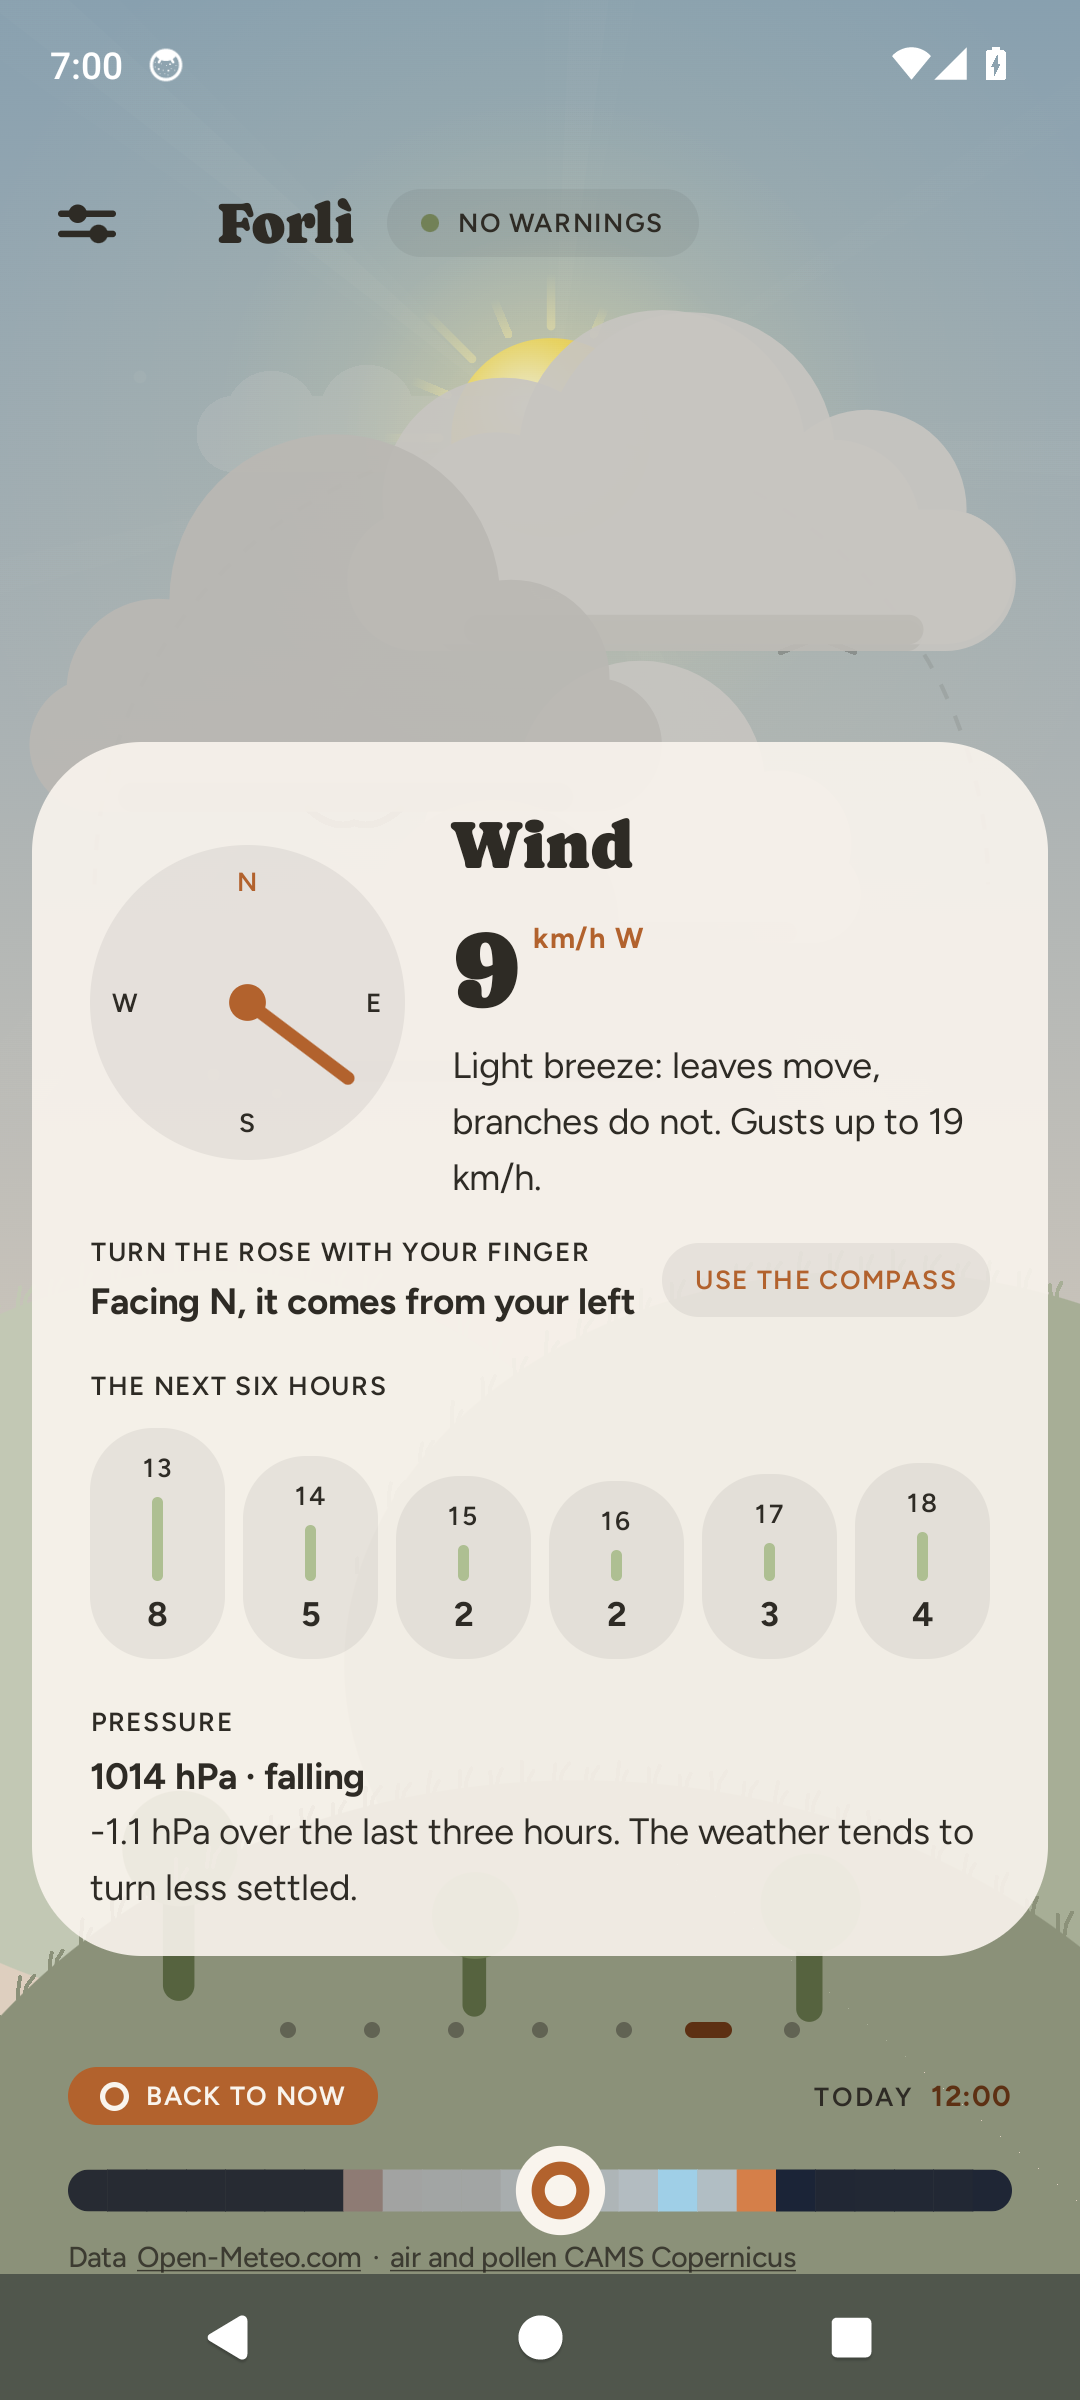 7:00
Forlì
NO WARNINGS
Wind
N
W
E
S
9 km/h W
Light breeze: leaves move,
branches do not. Gusts up to 19
km/h.
TURN THE ROSE WITH YOUR FINGER
Facing N, it comes from your left
USE THE COMPASS
THE NEXT SIX HOURS
13 14 15 16 17 18
8 5 2 2 3 4
PRESSURE
1014 hPa · falling
-1.1 hPa over the last three hours. The weather tends to
turn less settled.
BACK TO NOW
TODAY 12:00
Data Open-Meteo.com · air and pollen CAMS Copernicus